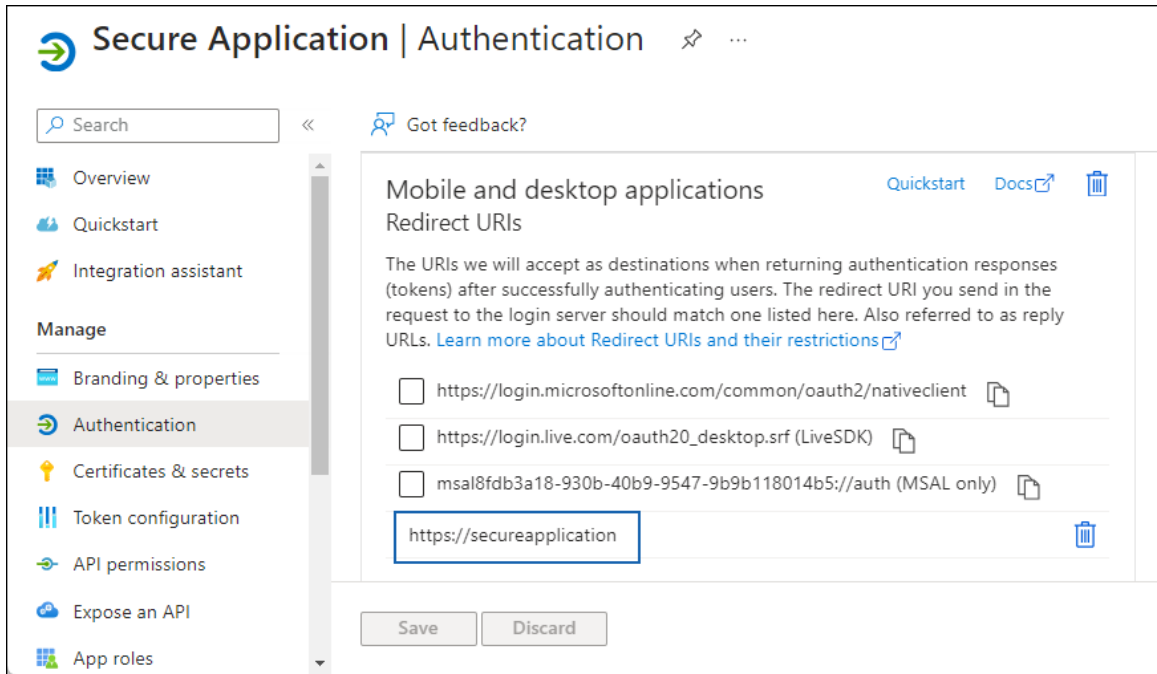 Secure Application | Authentication
Search
Got feedback?
Overview
Quickstart
Integration assistant
Manage
Branding & properties
Authentication
Certificates & secrets
Token configuration
API permissions
Expose an API
App roles
Mobile and desktop applications
Quickstart
Docs
Redirect URIs
The URIs we will accept as destinations when returning authentication responses
(tokens) after successfully authenticating users. The redirect URI you send in the
request to the login server should match one listed here. Also referred to as reply
URLs. Learn more about Redirect URIs and their restrictions
https://login.microsoftonline.com/common/oauth2/nativeclient
https://login.live.com/oauth20_desktop.srf (LiveSDK)
msal8fdb3a18-930b-40b9-9547-9b9b118014b5://auth (MSAL only)
https://secureapplication
Save
Discard